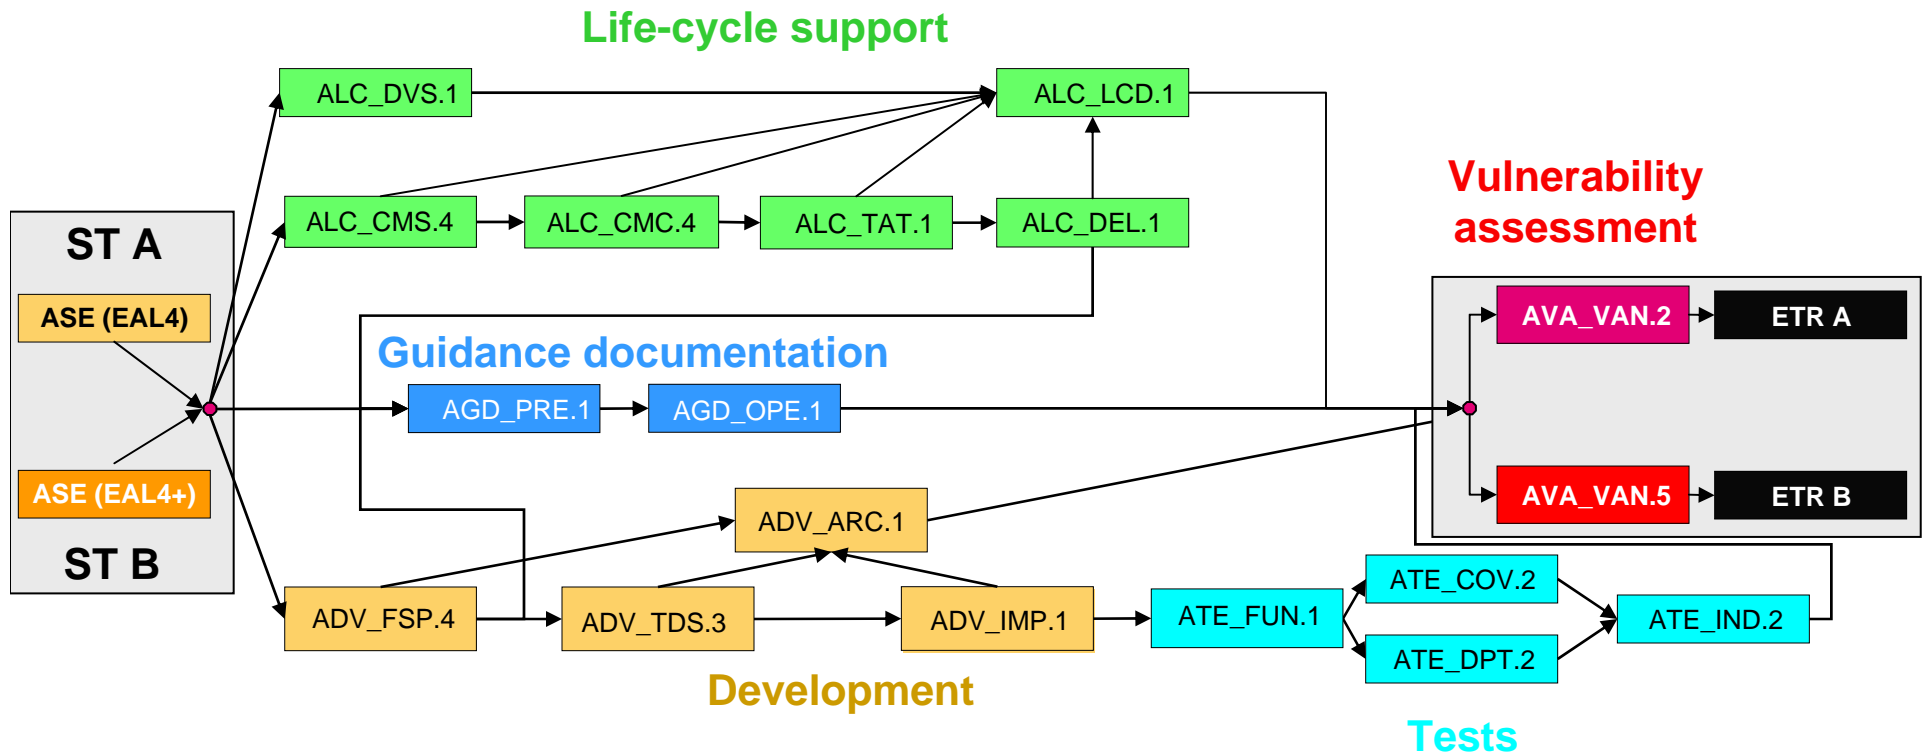 Life-cycle support
ALC_DVS.1
ALC_LCD.1
ALC_CMS.4
ALC_CMC.4
ALC_TAT.1
ALC_DEL.1
Vulnerability
assessment
ST A
ASE (EAL4)
ASE (EAL4+)
ST B
Guidance documentation
AGD_PRE.1
AGD_OPE.1
AVA_VAN.2
ETR A
AVA_VAN.5
ETR B
ADV_ARC.1
ADV_FSP.4
ADV_TDS.3
ADV_IMP.1
Development
ATE_FUN.1
ATE_COV.2
ATE_DPT.2
ATE_IND.2
Tests